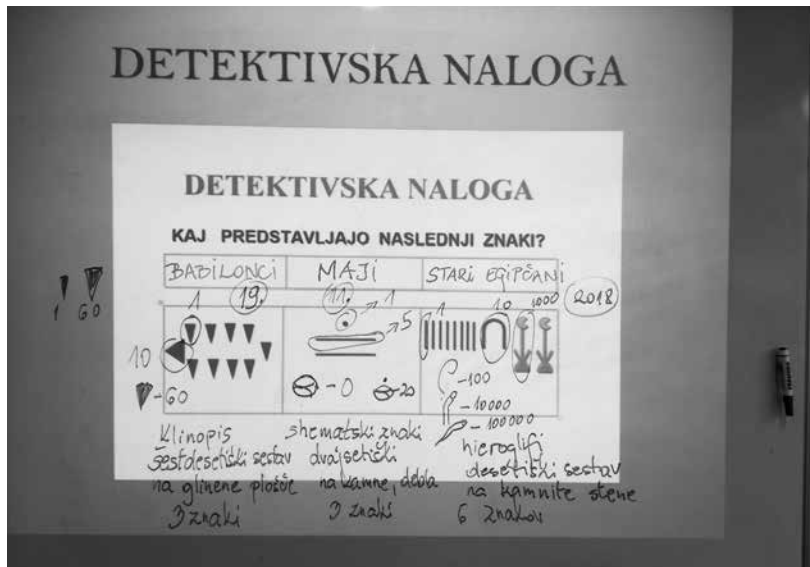 DETEKTIVSKA NALOGA
DETEKTIVSKA NALOGA
KAJ PREDSTAVLJAJO NASLEDNJI ZNAKI?
BABILONCI MAJI STARI EGIPČANI
1 19. 11. 1 1 10 1000 2018
1 60
5
10
-60
-0 -20
-100
-10000
-100000
Klinopis
šestdesetiški sestav
na glinene plošče
3 znaki
shematski znaki
dvajsetiški
na kamne, debla
3 znaki
hieroglifi
desetiški sestav
na kamnite stene
6 znakov